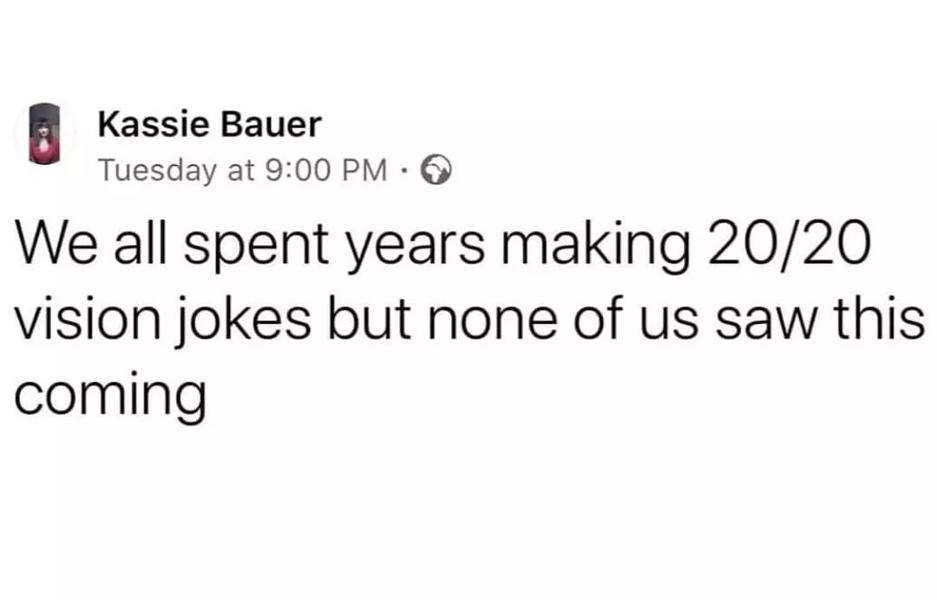 Kassie Bauer
Tuesday at 9:00 PM ·
We all spent years making 20/20
vision jokes but none of us saw this
coming